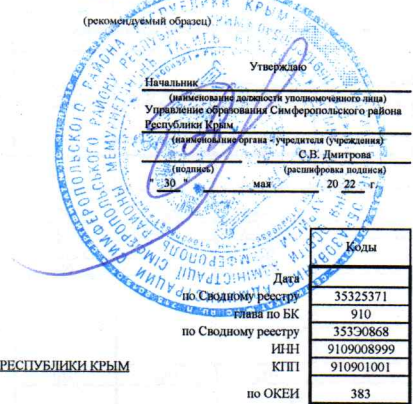 (рекомендуемый образец)
Утверждаю
Начальник
(наименование должности уполномоченного лица)
Управление образования Симферопольского района
Республики Крым
(наименование органа - учредителя (учреждения)
С.В. Дмитрова
(подпись) (расшифровка подписи)
" 30 " мая 20 22 г.
Коды
Дата
по Сводному реестру 35325371
глава по БК 910
по Сводному реестру 353Э0868
ИНН 9109008999
РЕСПУБЛИКИ КРЫМ КПП 910901001
по ОКЕИ 383